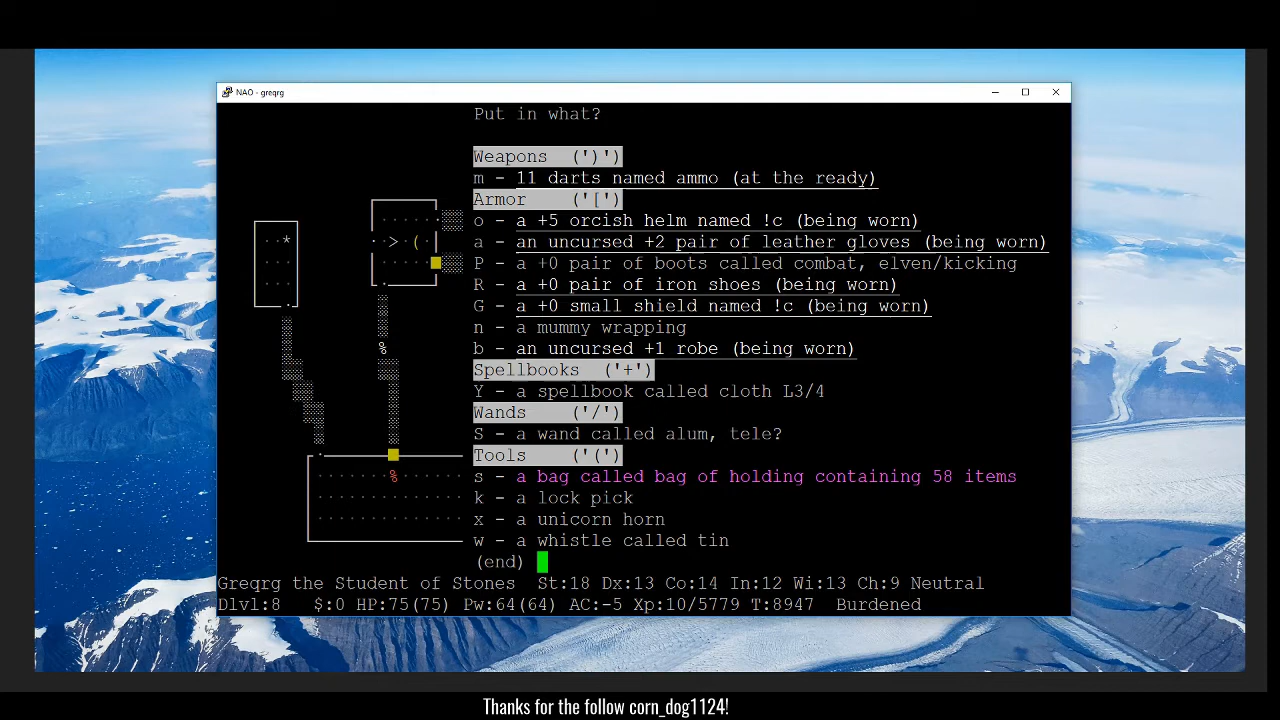 NAO - greqrg
Put in what?
Weapons (')')
m - 11 darts named ammo (at the ready)
Armor ('[')
o - a +5 orcish helm named !c (being worn)
a - an uncursed +2 pair of leather gloves (being worn)
P - a +0 pair of boots called combat, elven/kicking
R - a +0 pair of iron shoes (being worn)
G - a +0 small shield named !c (being worn)
n - a mummy wrapping
b - an uncursed +1 robe (being worn)
Spellbooks ('+')
Y - a spellbook called cloth L3/4
Wands ('/')
S - a wand called alum, tele?
Tools ('(')
s - a bag called bag of holding containing 58 items
k - a lock pick
x - a unicorn horn
w - a whistle called tin
(end)
Greqrg the Student of Stones St:18 Dx:13 Co:14 In:12 Wi:13 Ch:9 Neutral
Dlvl:8 $:0 HP:75(75) Pw:64(64) AC:-5 Xp:10/5779 T:8947 Burdened
Thanks for the follow corn_dog1124!